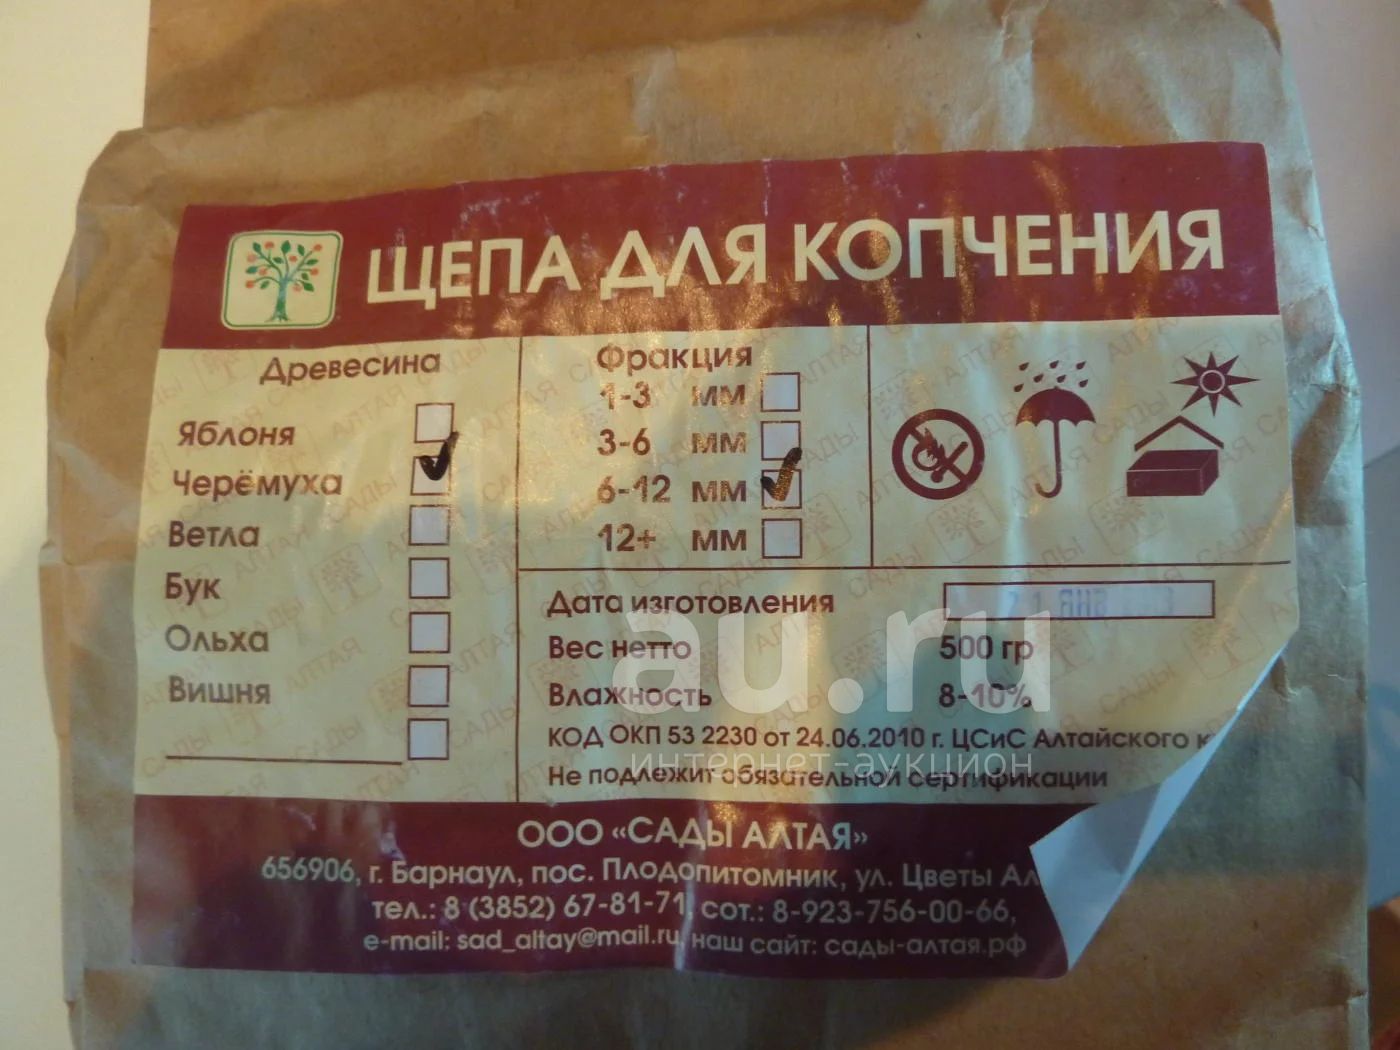 ЩЕПА ДЛЯ КОПЧЕНИЯ
Древесина
Яблоня
Черёмуха
Ветла
Бук
Ольха
Вишня
Фракция
1-3 мм
3-6 мм
6-12 мм
12+ мм
Дата изготовления
Вес нетто 500 гр
Влажность 8-10%
КОД ОКП 53 2230 от 24.06.2010 г. ЦСиС Алтайского к
Не подлежит обязательной сертификации
ООО «САДЫ АЛТАЯ»
656906, г. Барнаул, пос. Плодопитомник, ул. Цветы Ал
тел.: 8 (3852) 67-81-71, сот.: 8-923-756-00-66,
e-mail: sad_altay@mail.ru, наш сайт: сады-алтая.рф
au.ru
интернет-аукцион